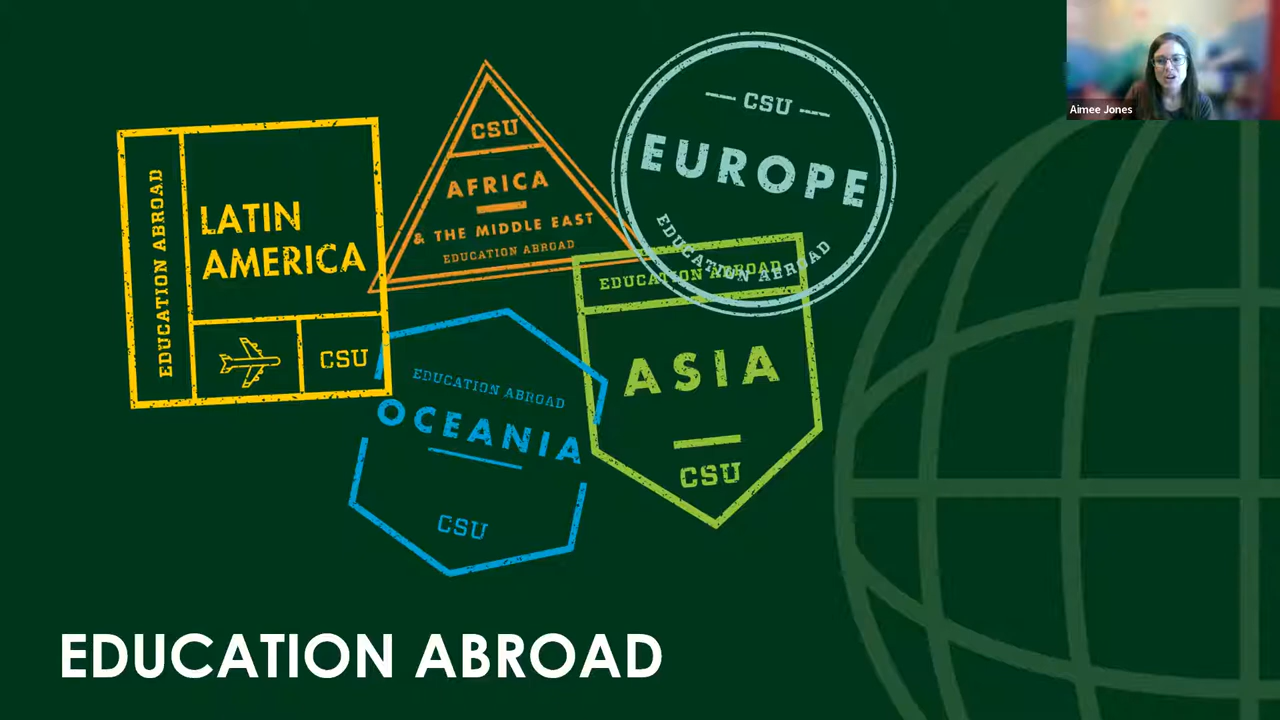 Aimee Jones
EDUCATION ABROAD
LATIN
AMERICA
CSU
CSU
AFRICA
& THE MIDDLE EAST
EDUCATION ABROAD
CSU
EUROPE
EDUCATION ABROAD
EDUCATION ABROAD
OCEANIA
CSU
EDUCATION ABROAD
ASIA
CSU
EDUCATION ABROAD